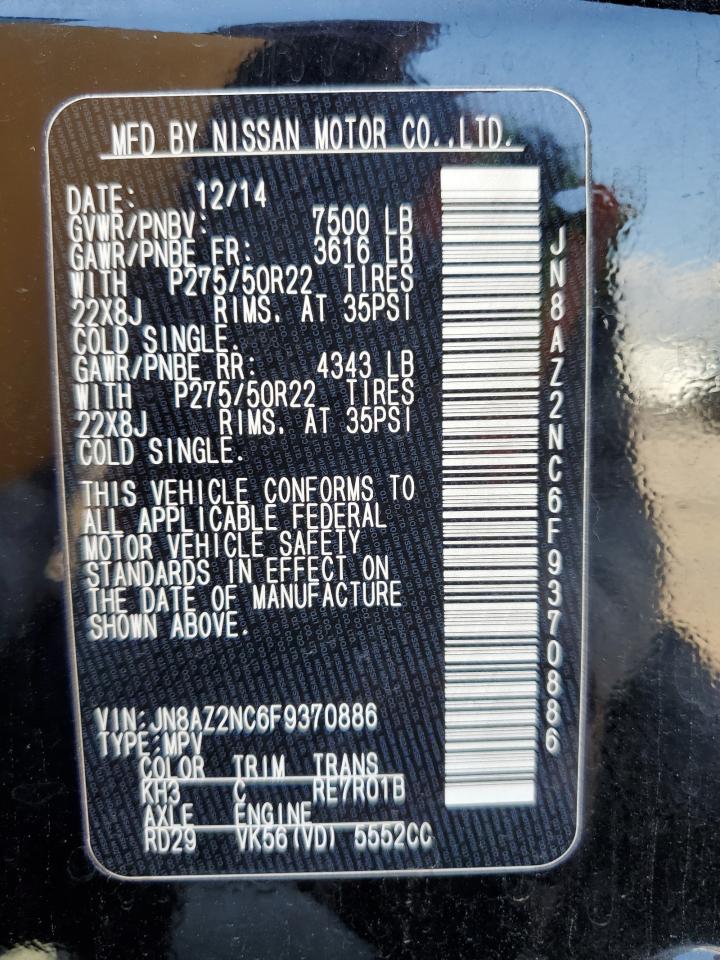 MFD BY NISSAN MOTOR CO.,LTD.
DATE: 12/14
GVWR/PNBV: 7500 LB
GAWR/PNBE FR: 3616 LB
WITH P275/50R22 TIRES
22X8J RIMS. AT 35PSI
COLD SINGLE.
GAWR/PNBE RR: 4343 LB
WITH P275/50R22 TIRES
22X8J RIMS. AT 35PSI
COLD SINGLE.
THIS VEHICLE CONFORMS TO
ALL APPLICABLE FEDERAL
MOTOR VEHICLE SAFETY
STANDARDS IN EFFECT ON
THE DATE OF MANUFACTURE
SHOWN ABOVE.
VIN:JN8AZ2NC6F9370886
TYPE:MPV
COLOR TRIM TRANS
KH3 C RE7R01B
AXLE ENGINE
RD29 VK56(VD) 5552CC
JN8AZ2NC6F9370886